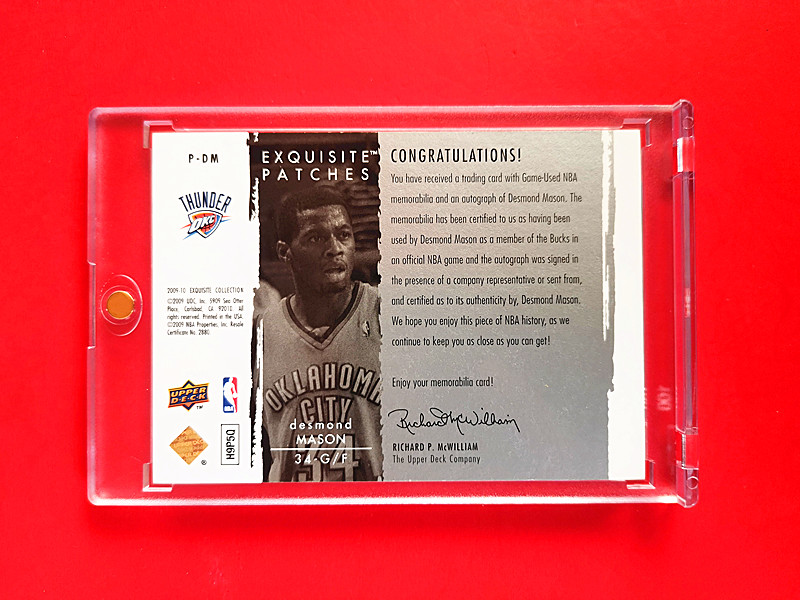 P-DM
THUNDER
OKC
2009-10 EXQUISITE COLLECTION
©2009 UDC, Inc. 5909 Sea Otter
Place, Carlsbad, CA 92010. All
rights reserved. Printed in the USA.
©2009 NBA Properties, Inc. Resale
Certificate No. 2881.
UPPER
DECK
TM
®
H9P5Q
EXQUISITE™
PATCHES
OKLAHOMA
CITY
34
desmond
MASON
34-G/F
CONGRATULATIONS!
You have received a trading card with Game-Used NBA
memorabilia and an autograph of Desmond Mason. The
memorabilia has been certified to us as having been
used by Desmond Mason as a member of the Bucks in
an official NBA game and the autograph was signed in
the presence of a company representative or sent from,
and certified as to its authenticity by, Desmond Mason.
We hope you enjoy this piece of NBA history, as we
continue to keep you as close as you can get!
Enjoy your memorabilia card!
Richard McWilliam
RICHARD P. McWILLIAM
The Upper Deck Company